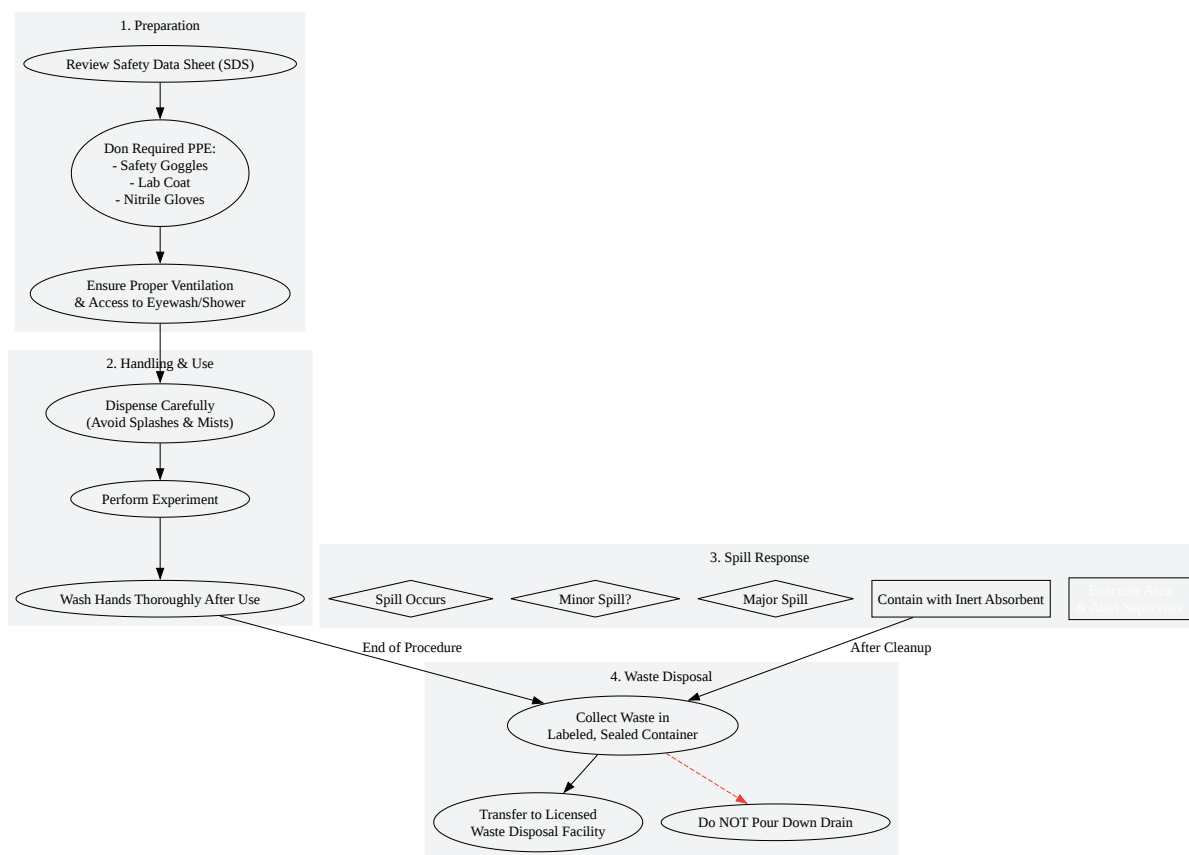 1. Preparation
Review Safety Data Sheet (SDS)
Don Required PPE:
- Safety Goggles
- Lab Coat
- Nitrile Gloves
Ensure Proper Ventilation
& Access to Eyewash/Shower
2. Handling & Use
Dispense Carefully
(Avoid Splashes & Mists)
Perform Experiment
Wash Hands Thoroughly After Use
3. Spill Response
Spill Occurs
Minor Spill?
Major Spill
Contain with Inert Absorbent
Evacuate Area
& Alert Supervisor
End of Procedure
After Cleanup
4. Waste Disposal
Collect Waste in
Labeled, Sealed Container
Transfer to Licensed
Waste Disposal Facility
Do NOT Pour Down Drain